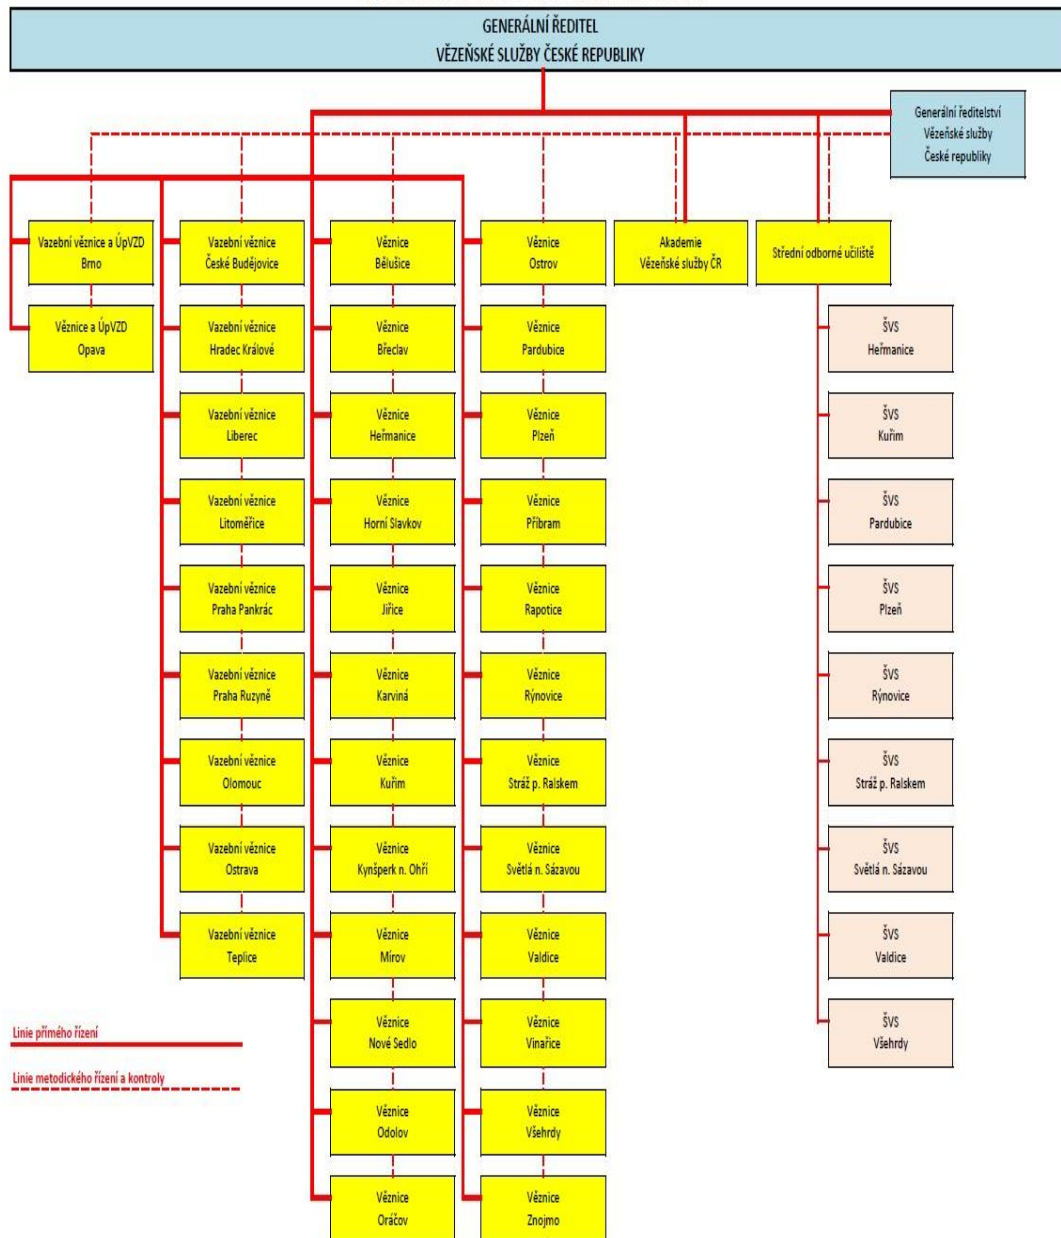 GENERÁLNÍ ŘEDITEL
VĚZEŇSKÉ SLUŽBY ČESKÉ REPUBLIKY
Generální ředitelství
Vězeňské služby
České republiky
Vazební věznice a ÚpVZD
Brno
Věznice a ÚpVZD
Opava
Vazební věznice
České Budějovice
Vazební věznice
Hradec Králové
Vazební věznice
Liberec
Vazební věznice
Litoměřice
Vazební věznice
Praha Pankrác
Vazební věznice
Praha Ruzyně
Vazební věznice
Olomouc
Vazební věznice
Ostrava
Vazební věznice
Teplice
Věznice
Bělušice
Věznice
Břeclav
Věznice
Heřmanice
Věznice
Horní Slavkov
Věznice
Jiřice
Věznice
Karviná
Věznice
Kuřim
Věznice
Kynšperk n. Ohří
Věznice
Mírov
Věznice
Nové Sedlo
Věznice
Odolov
Věznice
Oráčov
Věznice
Ostrov
Věznice
Pardubice
Věznice
Plzeň
Věznice
Příbram
Věznice
Rapotice
Věznice
Rýnovice
Věznice
Stráž p. Ralskem
Věznice
Světlá n. Sázavou
Věznice
Valdice
Věznice
Vinařice
Věznice
Všehrdy
Věznice
Znojmo
Akademie
Vězeňské služby ČR
Střední odborné učiliště
ŠVS
Heřmanice
ŠVS
Kuřim
ŠVS
Pardubice
ŠVS
Plzeň
ŠVS
Rýnovice
ŠVS
Stráž p. Ralskem
ŠVS
Světlá n. Sázavou
ŠVS
Valdice
ŠVS
Všehrdy
Linie přímého řízení
Linie metodického řízení a kontroly